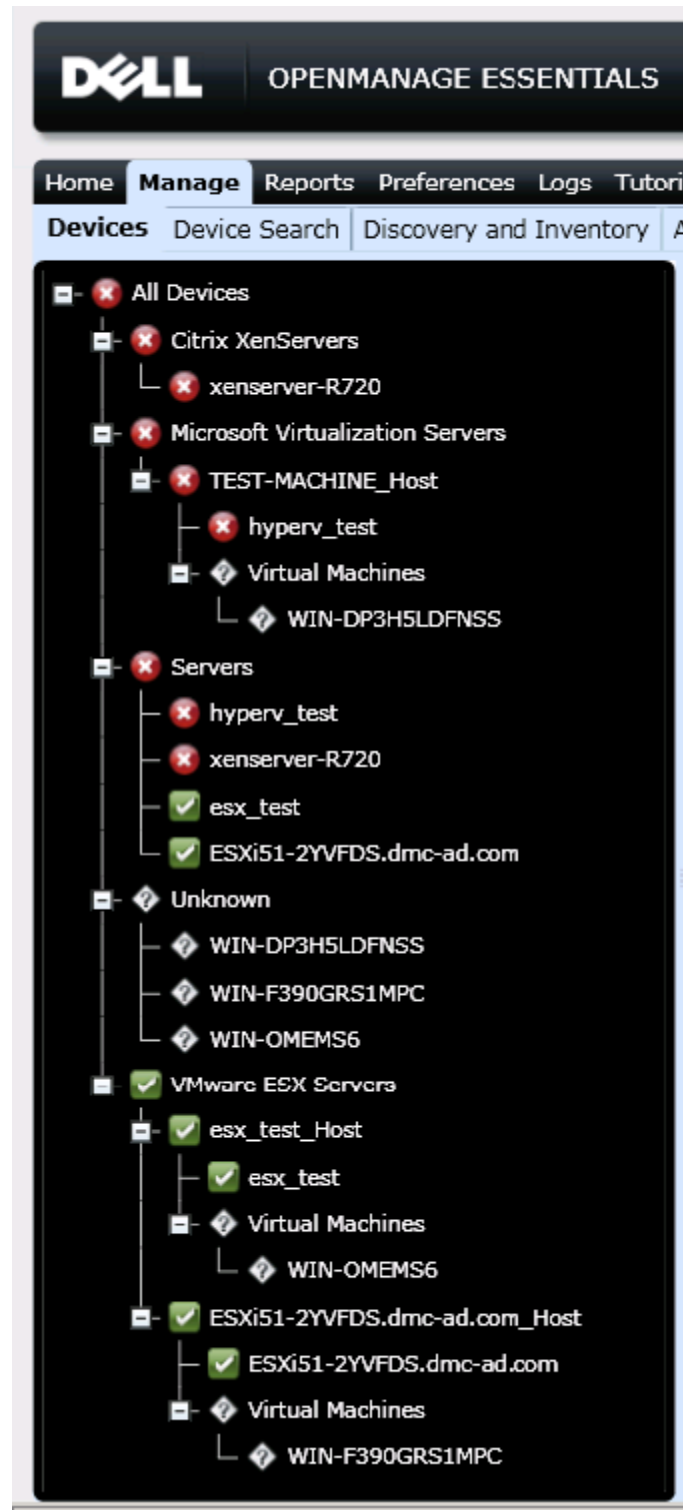 DELL OPENMANAGE ESSENTIALS
Home Manage Reports Preferences Logs Tutori
Devices Device Search Discovery and Inventory A
All Devices
Citrix XenServers
xenserver-R720
Microsoft Virtualization Servers
TEST-MACHINE_Host
hyperv_test
Virtual Machines
WIN-DP3H5LDFNSS
Servers
hyperv_test
xenserver-R720
esx_test
ESXi51-2YVFDS.dmc-ad.com
Unknown
WIN-DP3H5LDFNSS
WIN-F390GRS1MPC
WIN-OMEMS6
VMware ESX Servers
esx_test_Host
esx_test
Virtual Machines
WIN-OMEMS6
ESXi51-2YVFDS.dmc-ad.com_Host
ESXi51-2YVFDS.dmc-ad.com
Virtual Machines
WIN-F390GRS1MPC